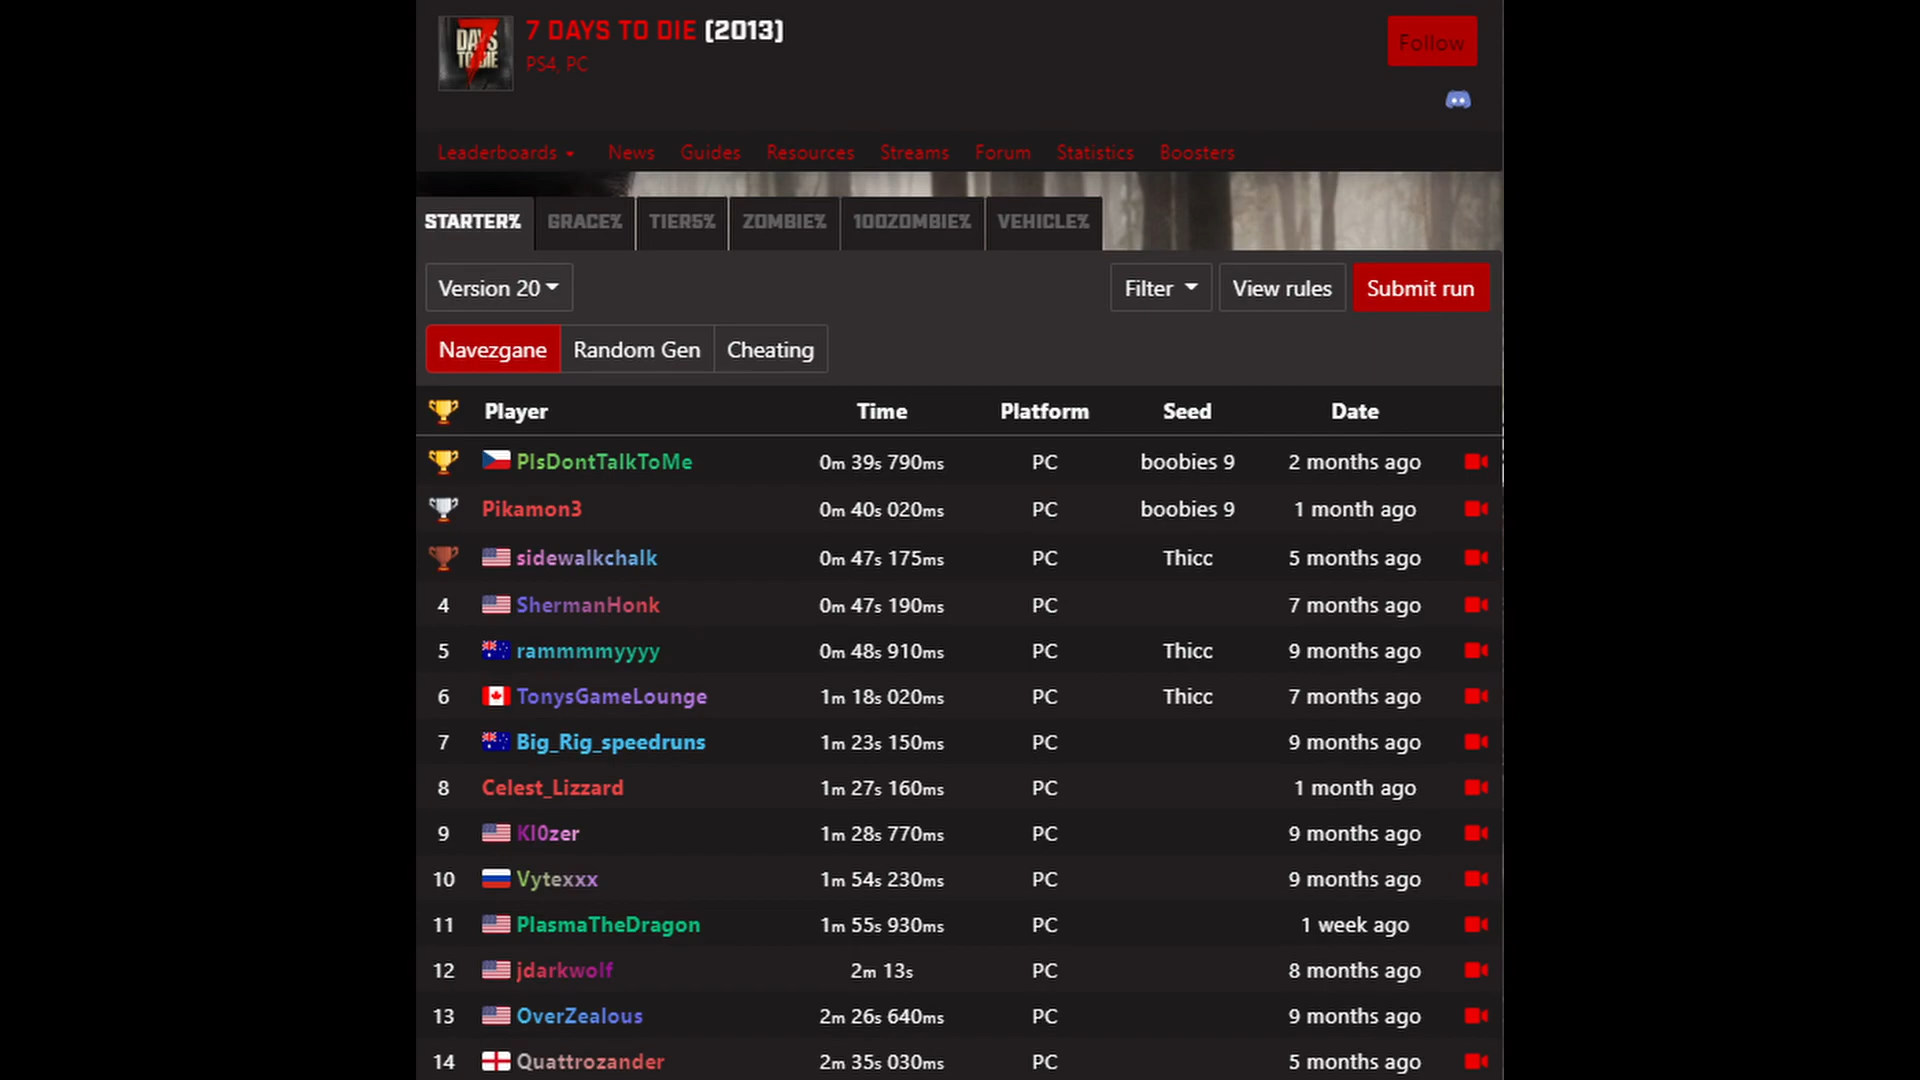 7 DAYS TO DIE (2013)
PS4, PC
Follow
7 DAYS TO DIE
Leaderboards News Guides Resources Streams Forum Statistics Boosters
STARTER% GRACE% TIER5% ZOMBIE% 100ZOMBIE% VEHICLE%
Version 20 Filter View rules Submit run
Navezgane Random Gen Cheating
Player Time Platform Seed Date
PlsDontTalkToMe 0m 39s 790ms PC boobies 9 2 months ago
Pikamon3 0m 40s 020ms PC boobies 9 1 month ago
sidewalkchalk 0m 47s 175ms PC Thicc 5 months ago
4 ShermanHonk 0m 47s 190ms PC 7 months ago
5 rammmmyyyy 0m 48s 910ms PC Thicc 9 months ago
6 TonysGameLounge 1m 18s 020ms PC Thicc 7 months ago
7 Big_Rig_speedruns 1m 23s 150ms PC 9 months ago
8 Celest_Lizzard 1m 27s 160ms PC 1 month ago
9 Kl0zer 1m 28s 770ms PC 9 months ago
10 Vytexxx 1m 54s 230ms PC 9 months ago
11 PlasmaTheDragon 1m 55s 930ms PC 1 week ago
12 jdarkwolf 2m 13s PC 8 months ago
13 OverZealous 2m 26s 640ms PC 9 months ago
14 Quattrozander 2m 35s 030ms PC 5 months ago